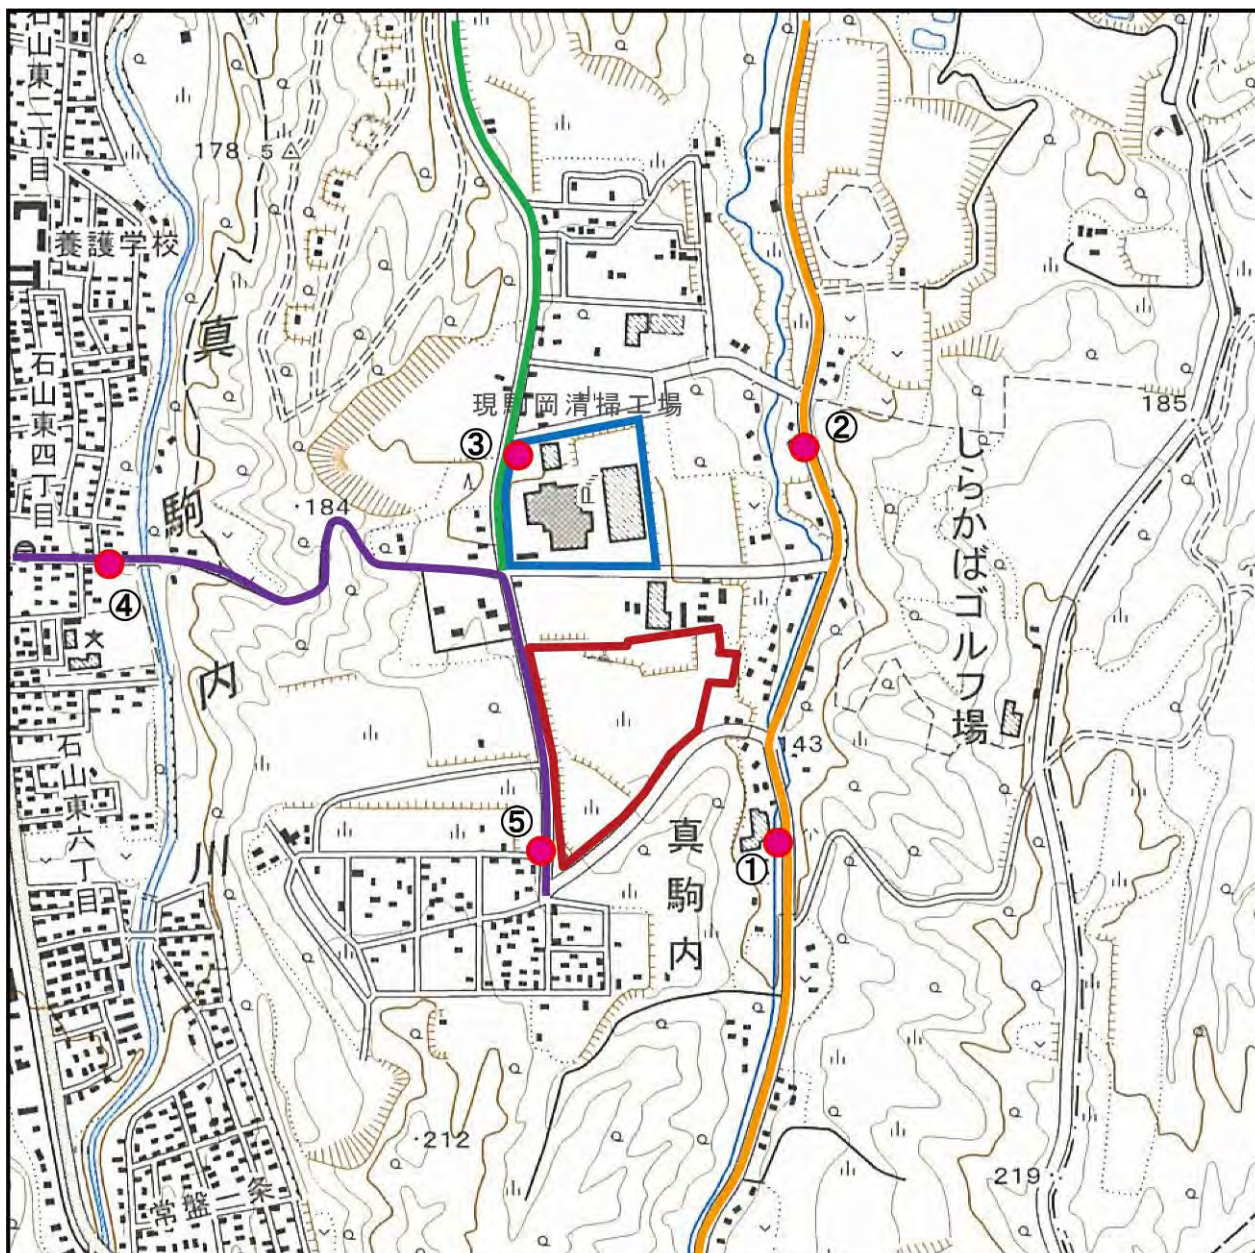 石山東二丁目
178.5
養護学校
真駒内
石山東四丁目
現駒岡清掃工場
③
②
185
・184
しらかばゴルフ場
④
石山東六丁目
143
⑤
①
真駒内
・212
219・
常盤二条